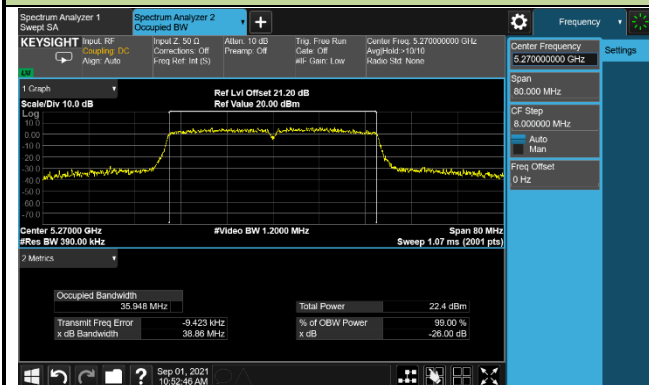 Spectrum Analyzer 1
Swept SA
Spectrum Analyzer 2
Occupied BW
+
Frequency
KEYSIGHT
Input: RF
Coupling: DC
Align: Auto
Input Z: 50 Ω
Corrections: Off
Freq Ref: Int (S)
Atten: 10 dB
Preamp: Off
Trig: Free Run
Gate: Off
#IF Gain: Low
Center Freq: 5.270000000 GHz
Avg|Hold:>10/10
Radio Std: None
Center Frequency
5.270000000 GHz
Settings
Span
80.000 MHz
CF Step
8.000000 MHz
Auto
Man
Freq Offset
0 Hz
1 Graph
Scale/Div 10.0 dB
Ref Lvl Offset 21.20 dB
Ref Value 20.00 dBm
Log
10.0
0.00
-10.0
-20.0
-30.0
-40.0
-50.0
-60.0
-70.0
Center 5.27000 GHz
#Res BW 390.00 kHz
#Video BW 1.2000 MHz
Span 80 MHz
Sweep 1.07 ms (2001 pts)
2 Metrics
Occupied Bandwidth
35.948 MHz
Total Power 22.4 dBm
Transmit Freq Error -9.423 kHz
% of OBW Power 99.00 %
x dB Bandwidth 38.86 MHz
x dB -26.00 dB
?
Sep 01, 2021
10:52:46 AM